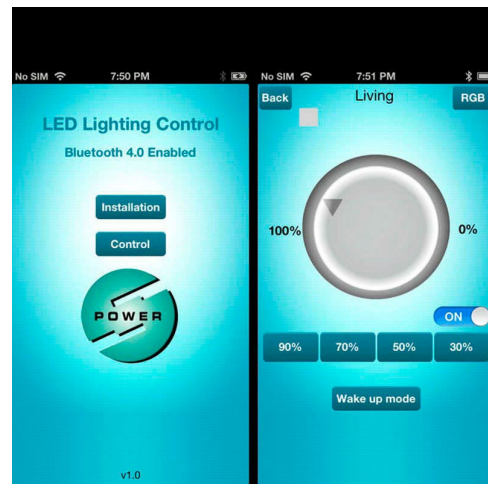 No SIM 7:50 PM
LED Lighting Control
Bluetooth 4.0 Enabled
Installation
Control
POWER
v1.0
No SIM 7:51 PM
Back Living RGB
100% 0%
ON
90% 70% 50% 30%
Wake up mode